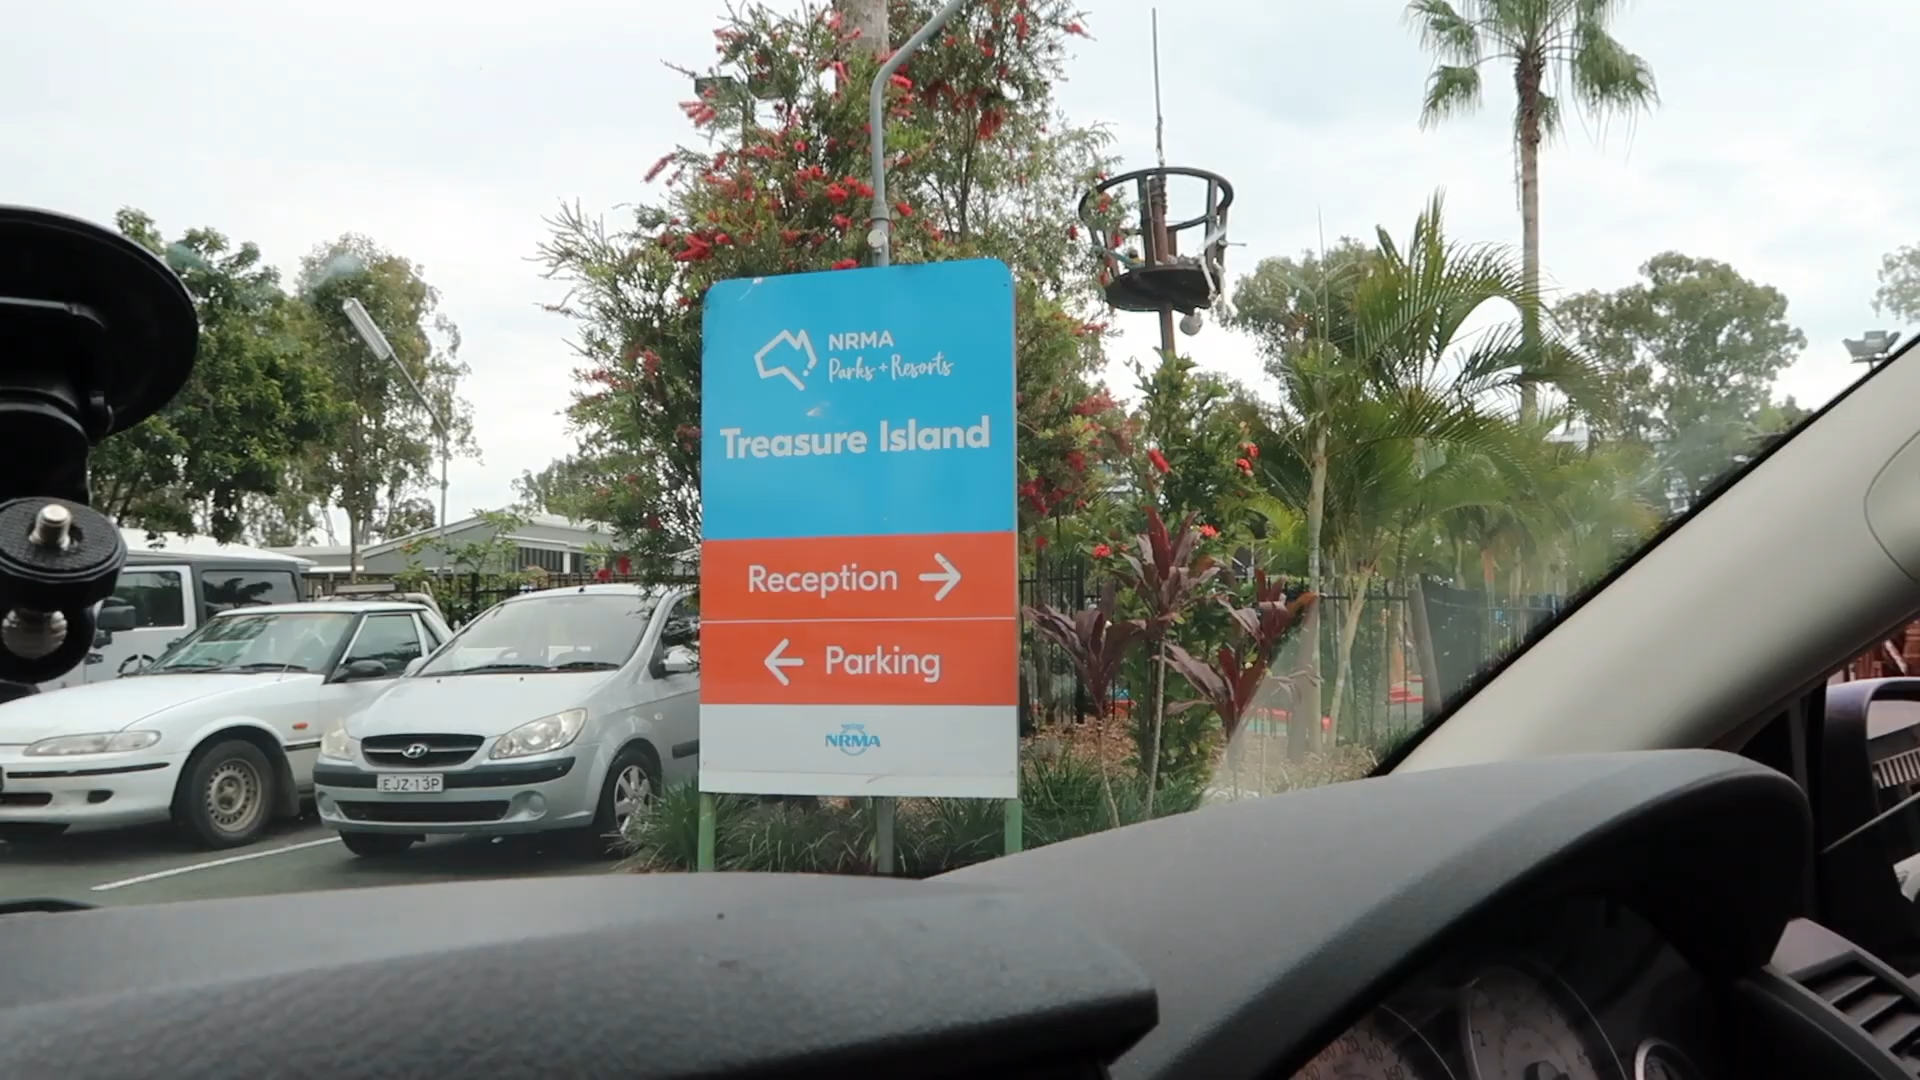 NRMA
Parks + Resorts
Treasure Island
Reception
Parking
NRMA
EJZ·13P